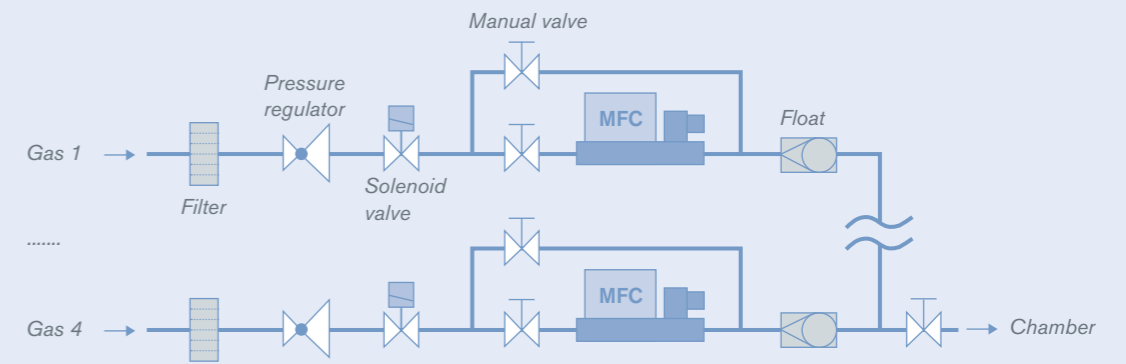 Manual valve
Pressure
regulator
MFC
Float
Gas 1
Solenoid
valve
Filter
.......
MFC
Gas 4
Chamber